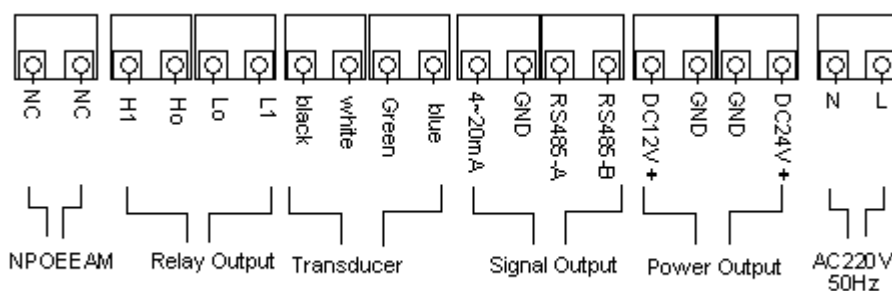 NC
NC
H1
Ho
Lo
L1
black
white
Green
blue
4~20mA
GND
RS485-A
RS485-B
DC12V+
GND
GND
DC24V+
N
L
NPOEEAM
Relay Output
Transducer
Signal Output
Power Output
AC220V
50Hz